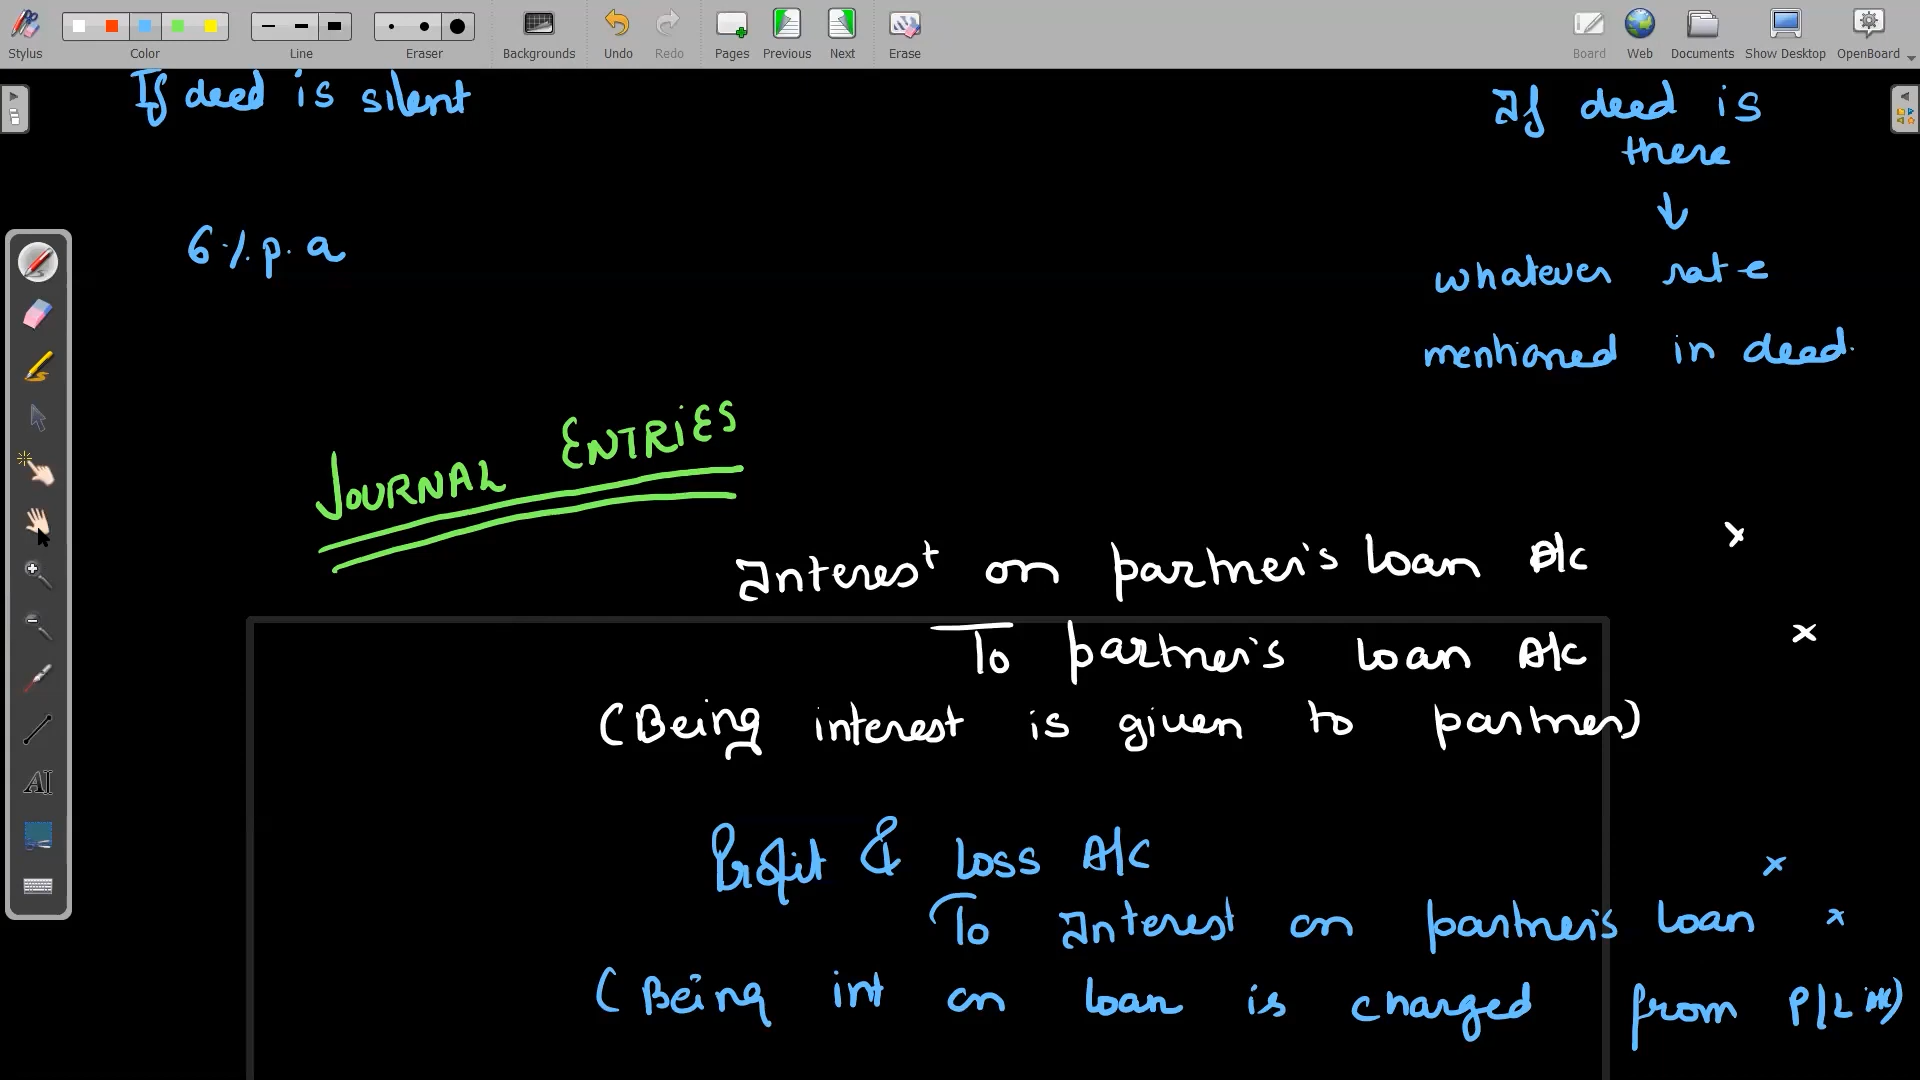 Stylus
Color
Line
Eraser
Backgrounds
Undo
Redo
Pages
Previous
Next
Erase
Board
Web
Documents
Show Desktop
OpenBoard
If deed is silent
If deed is
there
↓
6 %. p. a
whatever rate
mentioned in deed.
JOURNAL ENTRIES
Interest on partner's loan A/c x
To partner's loan A/c x
(Being interest is given to partner)
Profit & Loss A/c x
To Interest on partner's loan x
(Being int on loan is charged from P/L A/c)
AI